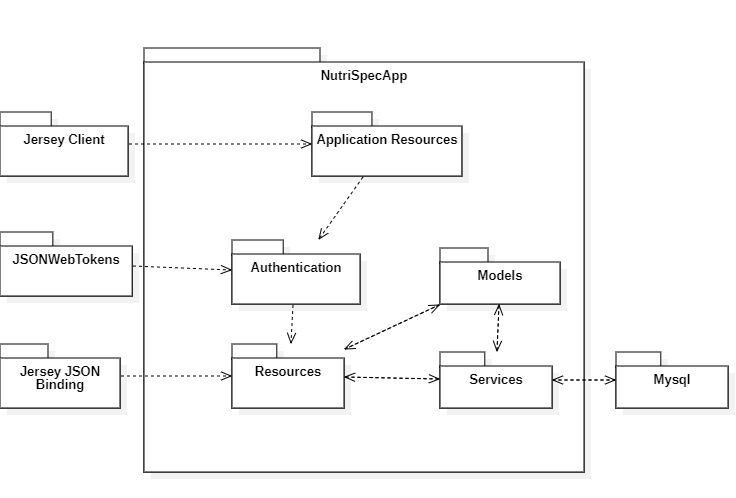 NutriSpecApp
Jersey Client
Application Resources
JSONWebTokens
Authentication
Models
Jersey JSON
Binding
Resources
Services
Mysql